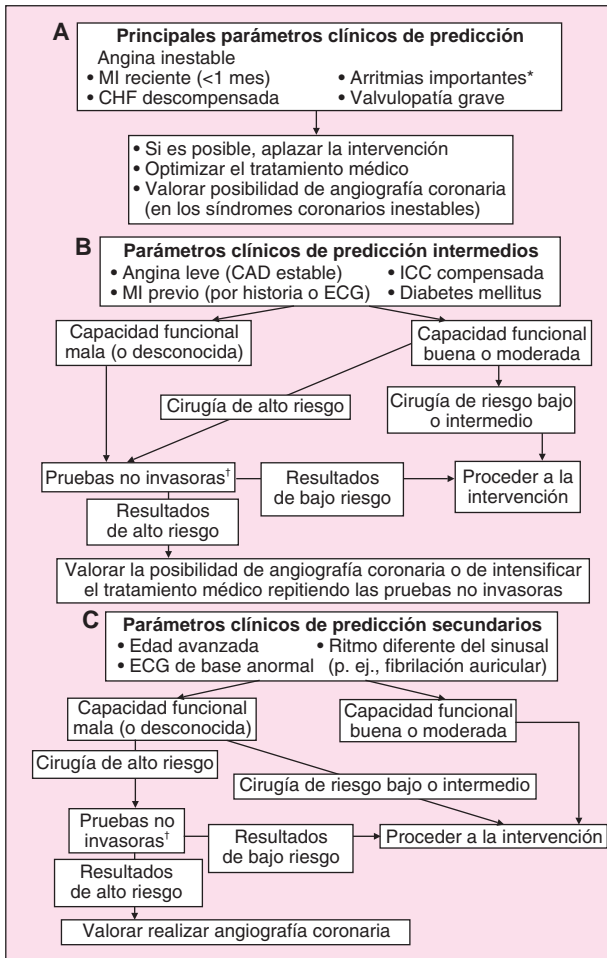 A
Principales parámetros clínicos de predicción
Angina inestable
• MI reciente (<1 mes)
• CHF descompensada
• Arritmias importantes*
• Valvulopatía grave
• Si es posible, aplazar la intervención
• Optimizar el tratamiento médico
• Valorar posibilidad de angiografía coronaria
(en los síndromes coronarios inestables)
B
Parámetros clínicos de predicción intermedios
• Angina leve (CAD estable)
• MI previo (por historia o ECG)
• ICC compensada
• Diabetes mellitus
Capacidad funcional
mala (o desconocida)
Capacidad funcional
buena o moderada
Cirugía de alto riesgo
Cirugía de riesgo bajo
o intermedio
Pruebas no invasoras†
Resultados
de bajo riesgo
Proceder a la
intervención
Resultados
de alto riesgo
Valorar la posibilidad de angiografía coronaria o de intensificar
el tratamiento médico repitiendo las pruebas no invasoras
C
Parámetros clínicos de predicción secundarios
• Edad avanzada
• ECG de base anormal
• Ritmo diferente del sinusal
(p. ej., fibrilación auricular)
Capacidad funcional
mala (o desconocida)
Capacidad funcional
buena o moderada
Cirugía de alto riesgo
Cirugía de riesgo bajo o intermedio
Pruebas no
invasoras†
Resultados
de bajo riesgo
Proceder a la intervención
Resultados
de alto riesgo
Valorar realizar angiografía coronaria